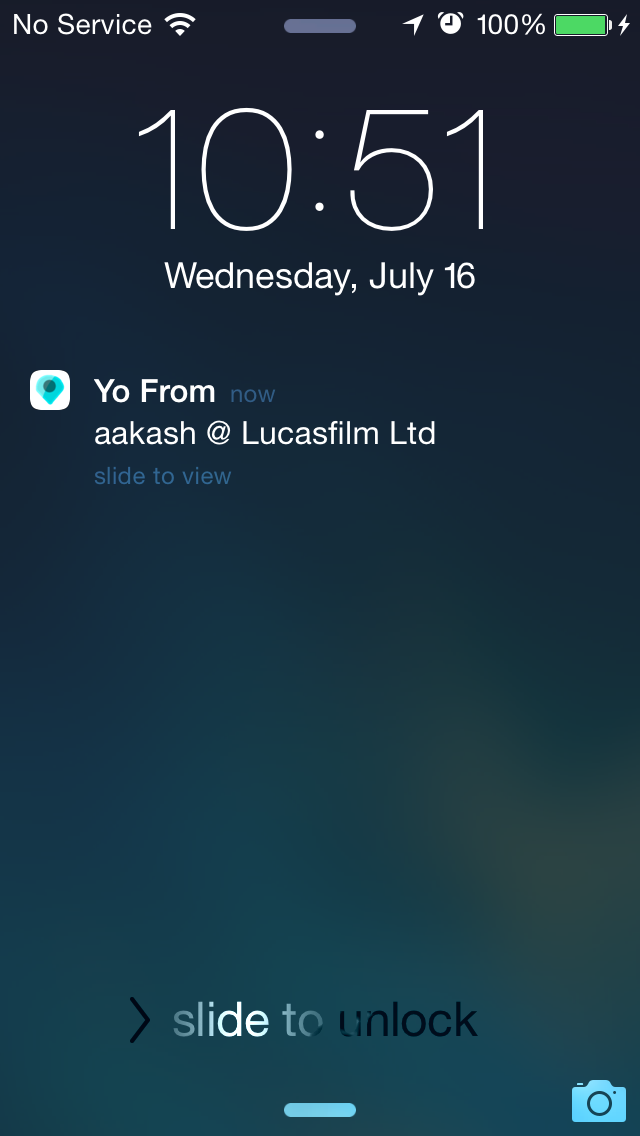 No Service 100%
10:51
Wednesday, July 16
Yo From now
aakash @ Lucasfilm Ltd
slide to view
slide to unlock